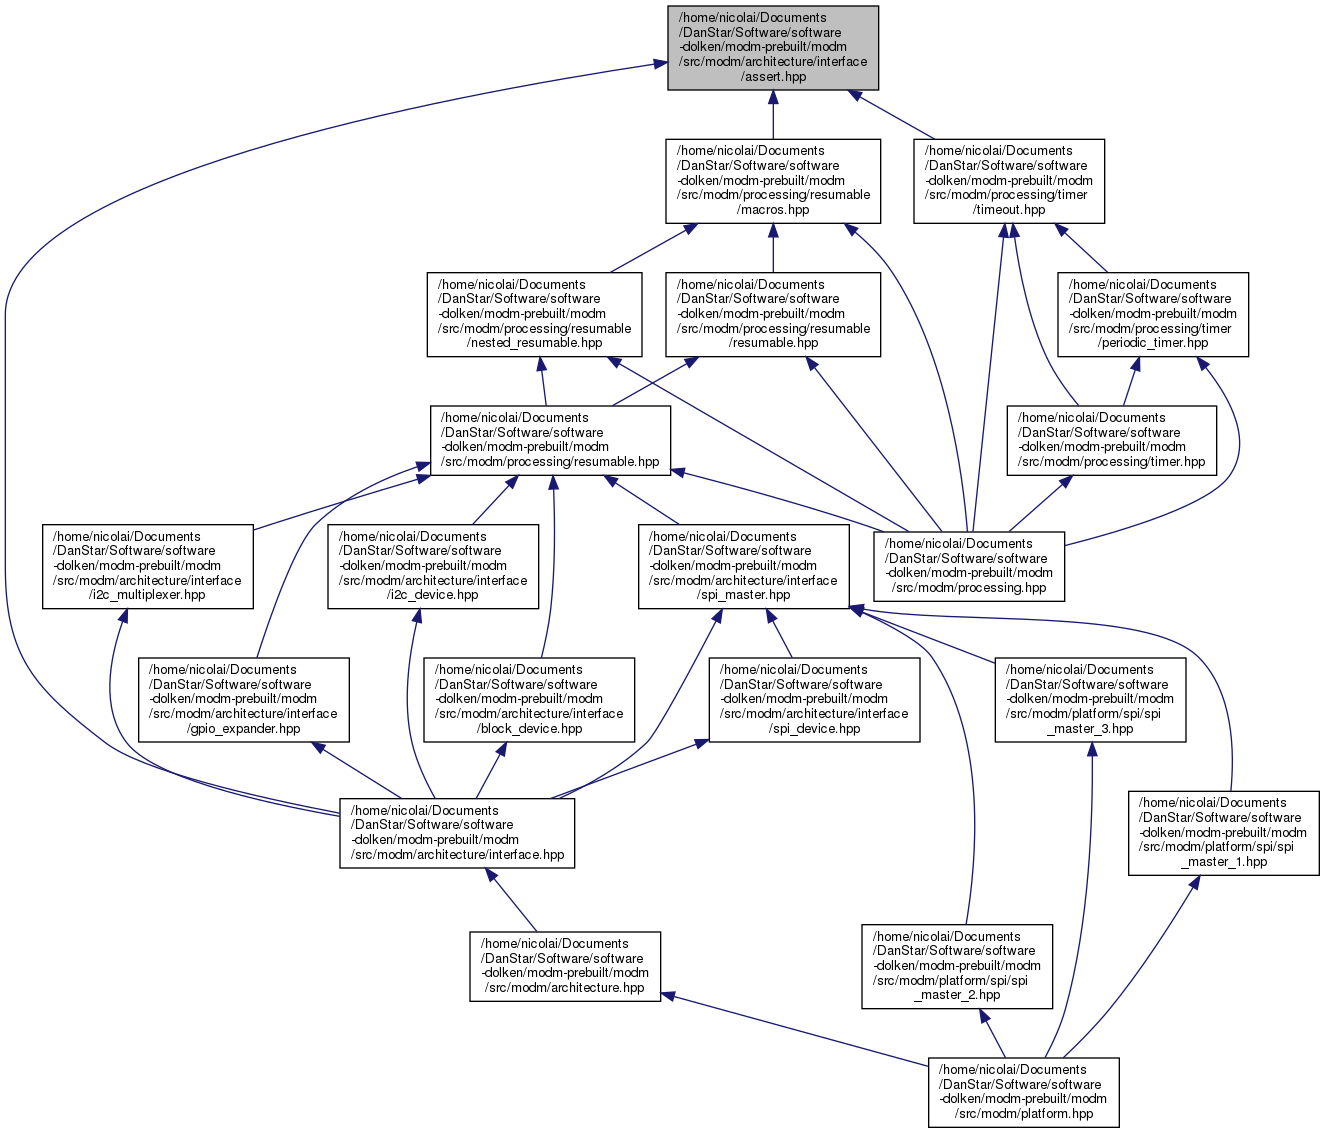 /home/nicolai/Documents
/DanStar/Software/software
-dolken/modm-prebuilt/modm
/src/modm/architecture/interface
/assert.hpp
/home/nicolai/Documents
/DanStar/Software/software
-dolken/modm-prebuilt/modm
/src/modm/processing/resumable
/macros.hpp
/home/nicolai/Documents
/DanStar/Software/software
-dolken/modm-prebuilt/modm
/src/modm/processing/timer
/timeout.hpp
/home/nicolai/Documents
/DanStar/Software/software
-dolken/modm-prebuilt/modm
/src/modm/processing/resumable
/nested_resumable.hpp
/home/nicolai/Documents
/DanStar/Software/software
-dolken/modm-prebuilt/modm
/src/modm/processing/resumable
/resumable.hpp
/home/nicolai/Documents
/DanStar/Software/software
-dolken/modm-prebuilt/modm
/src/modm/processing/timer
/periodic_timer.hpp
/home/nicolai/Documents
/DanStar/Software/software
-dolken/modm-prebuilt/modm
/src/modm/processing/resumable.hpp
/home/nicolai/Documents
/DanStar/Software/software
-dolken/modm-prebuilt/modm
/src/modm/processing/timer.hpp
/home/nicolai/Documents
/DanStar/Software/software
-dolken/modm-prebuilt/modm
/src/modm/architecture/interface
/i2c_multiplexer.hpp
/home/nicolai/Documents
/DanStar/Software/software
-dolken/modm-prebuilt/modm
/src/modm/architecture/interface
/i2c_device.hpp
/home/nicolai/Documents
/DanStar/Software/software
-dolken/modm-prebuilt/modm
/src/modm/architecture/interface
/spi_master.hpp
/home/nicolai/Documents
/DanStar/Software/software
-dolken/modm-prebuilt/modm
/src/modm/processing.hpp
/home/nicolai/Documents
/DanStar/Software/software
-dolken/modm-prebuilt/modm
/src/modm/architecture/interface
/gpio_expander.hpp
/home/nicolai/Documents
/DanStar/Software/software
-dolken/modm-prebuilt/modm
/src/modm/architecture/interface
/block_device.hpp
/home/nicolai/Documents
/DanStar/Software/software
-dolken/modm-prebuilt/modm
/src/modm/architecture/interface
/spi_device.hpp
/home/nicolai/Documents
/DanStar/Software/software
-dolken/modm-prebuilt/modm
/src/modm/platform/spi/spi
_master_3.hpp
/home/nicolai/Documents
/DanStar/Software/software
-dolken/modm-prebuilt/modm
/src/modm/architecture/interface.hpp
/home/nicolai/Documents
/DanStar/Software/software
-dolken/modm-prebuilt/modm
/src/modm/platform/spi/spi
_master_1.hpp
/home/nicolai/Documents
/DanStar/Software/software
-dolken/modm-prebuilt/modm
/src/modm/architecture.hpp
/home/nicolai/Documents
/DanStar/Software/software
-dolken/modm-prebuilt/modm
/src/modm/platform/spi/spi
_master_2.hpp
/home/nicolai/Documents
/DanStar/Software/software
-dolken/modm-prebuilt/modm
/src/modm/platform.hpp